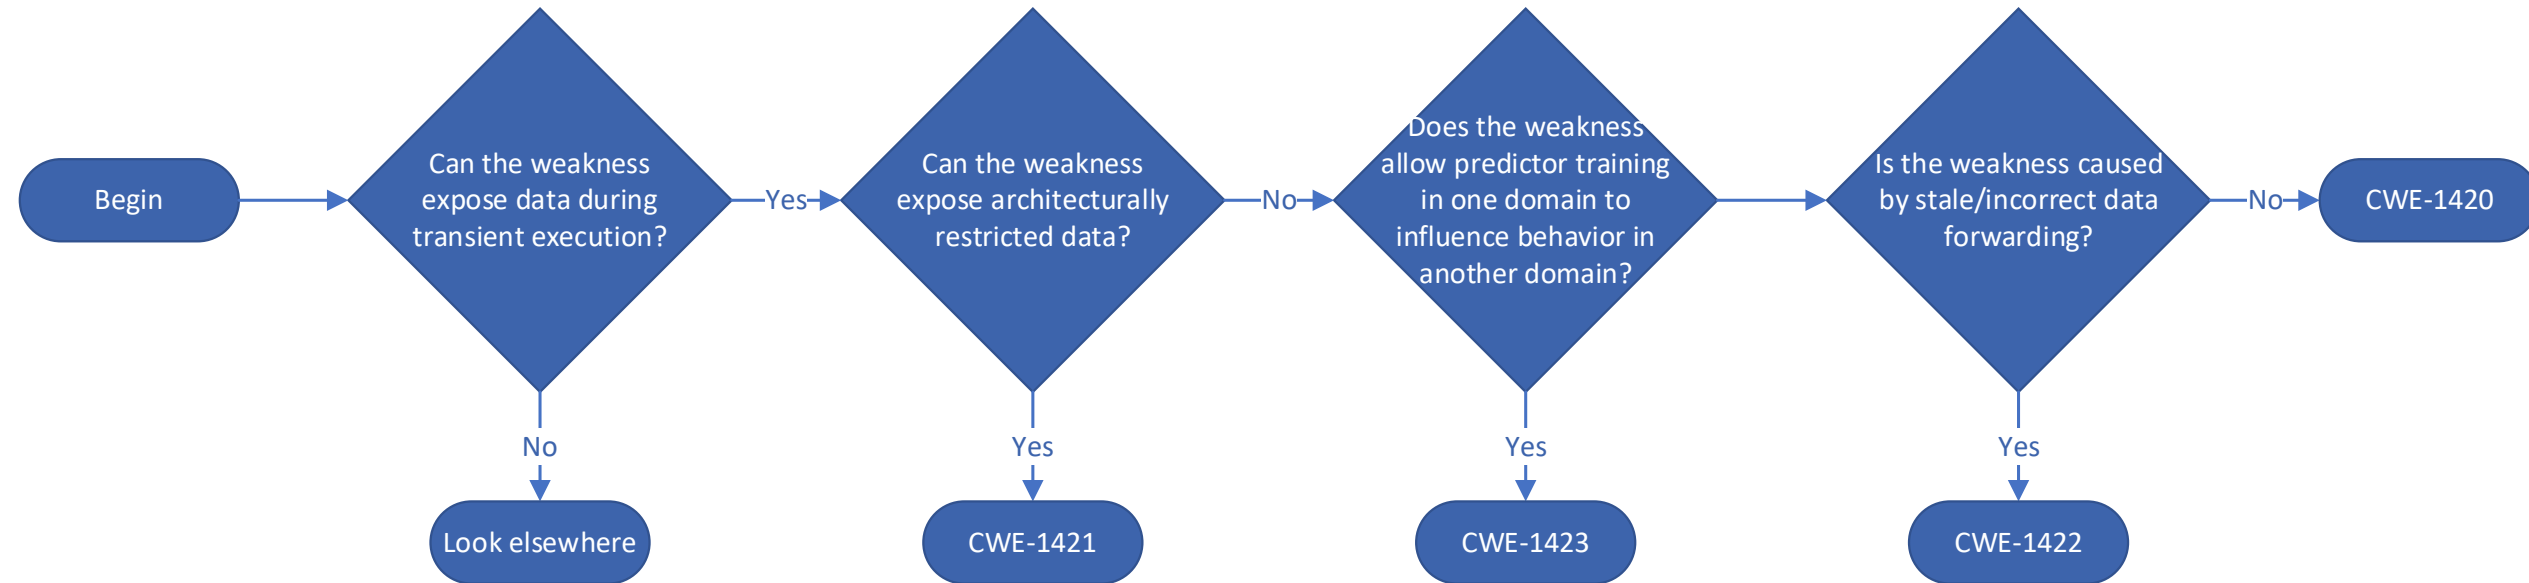 Begin
Can the weakness
expose data during
transient execution?
Yes
Can the weakness
expose architecturally
restricted data?
No
Does the weakness
allow predictor training
in one domain to
influence behavior in
another domain?
Is the weakness caused
by stale/incorrect data
forwarding?
No
CWE-1420
No
Yes
Yes
Yes
Look elsewhere
CWE-1421
CWE-1423
CWE-1422